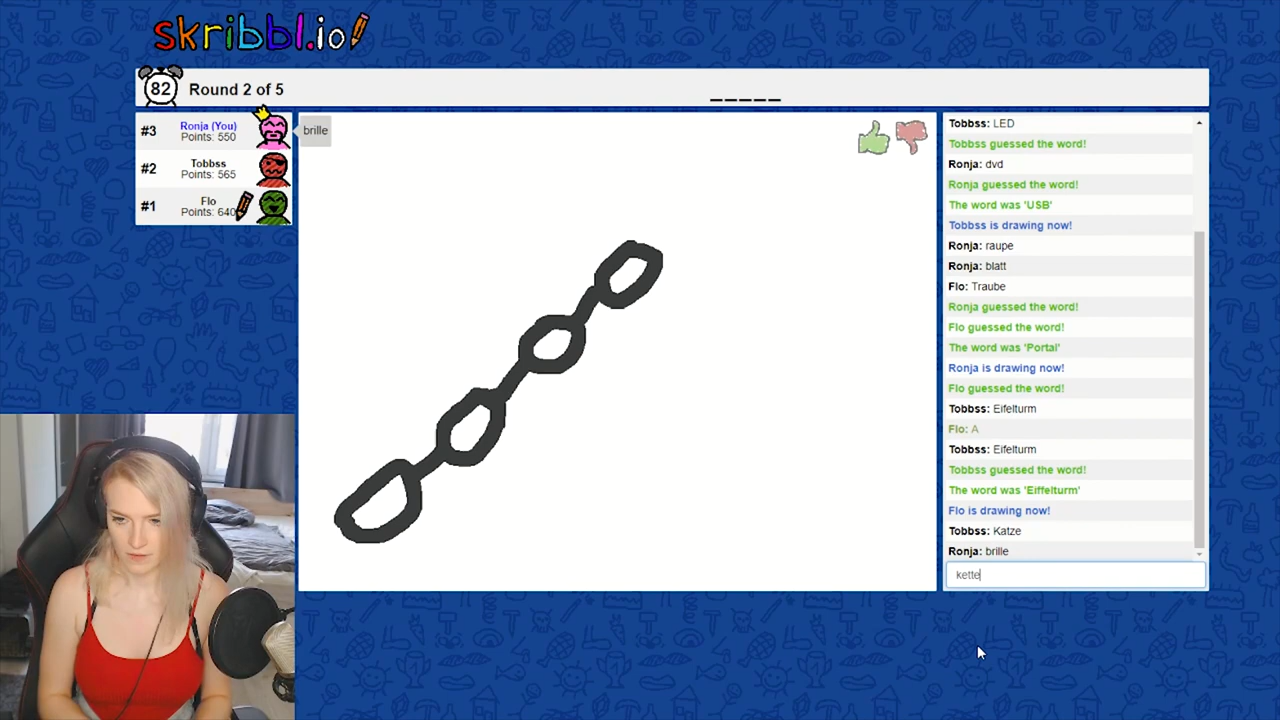 skribbl.io
82 Round 2 of 5 _____
#3 Ronja (You)
Points: 550
#2 Tobbss
Points: 565
#1 Flo
Points: 640
brille
Tobbss: LED
Tobbss guessed the word!
Ronja: dvd
Ronja guessed the word!
The word was 'USB'
Tobbss is drawing now!
Ronja: raupe
Ronja: blatt
Flo: Traube
Ronja guessed the word!
Flo guessed the word!
The word was 'Portal'
Ronja is drawing now!
Flo guessed the word!
Tobbss: Eifelturm
Flo: A
Tobbss: Eifelturm
Tobbss guessed the word!
The word was 'Eiffelturm'
Flo is drawing now!
Tobbss: Katze
Ronja: brille
kette